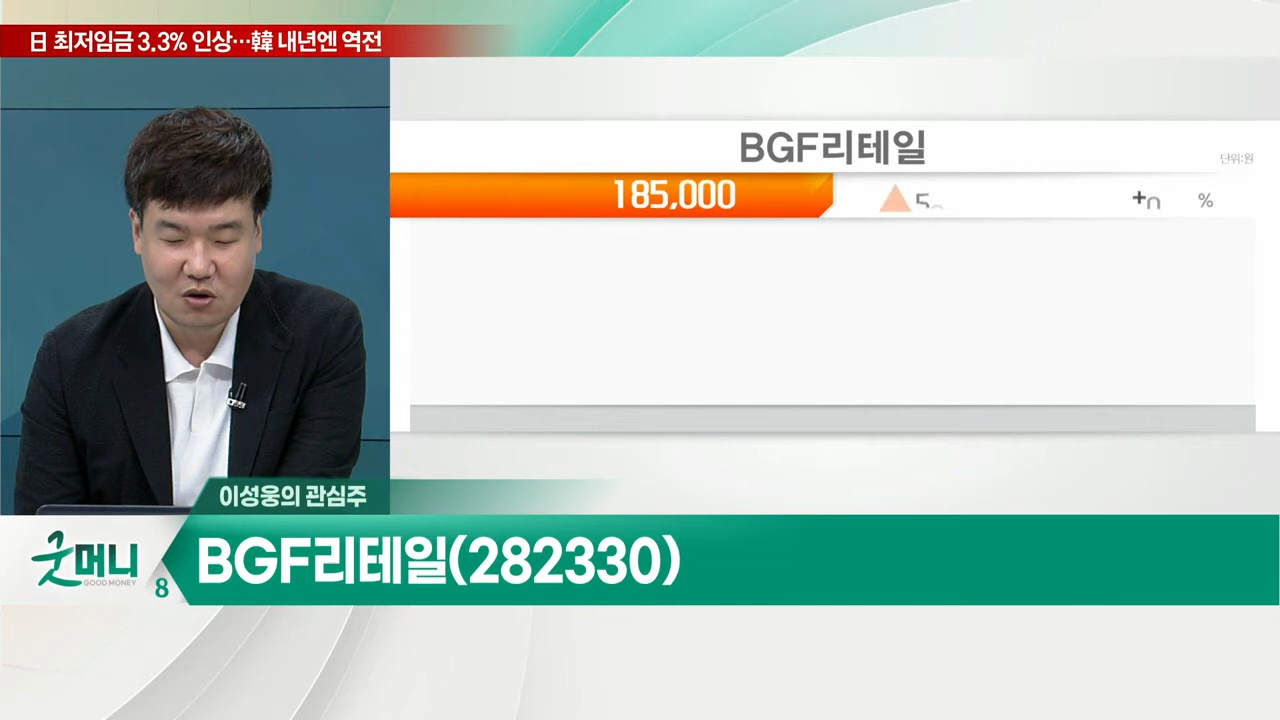 日 최저임금 3.3% 인상…韓 내년엔 역전
BGF리테일
단위:원
185,000
%
이성웅의 관심주
굿머니
GOOD MONEY
8
BGF리테일(282330)